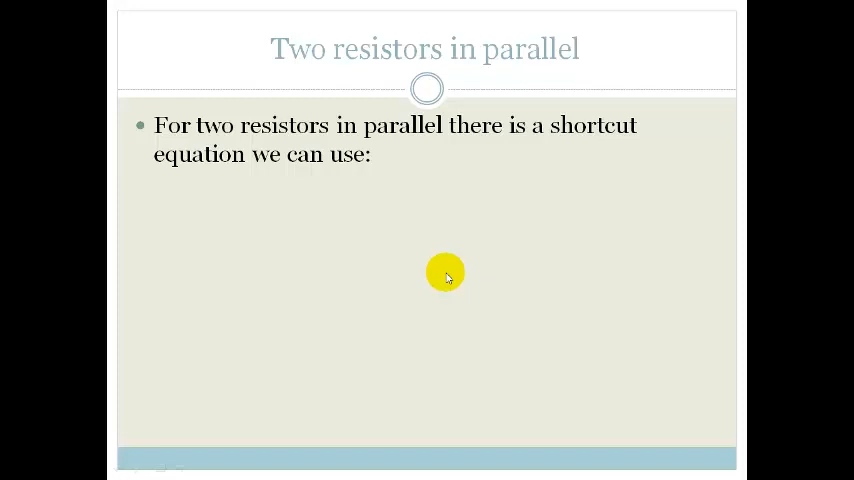 Two resistors in parallel
For two resistors in parallel there is a shortcut
equation we can use: